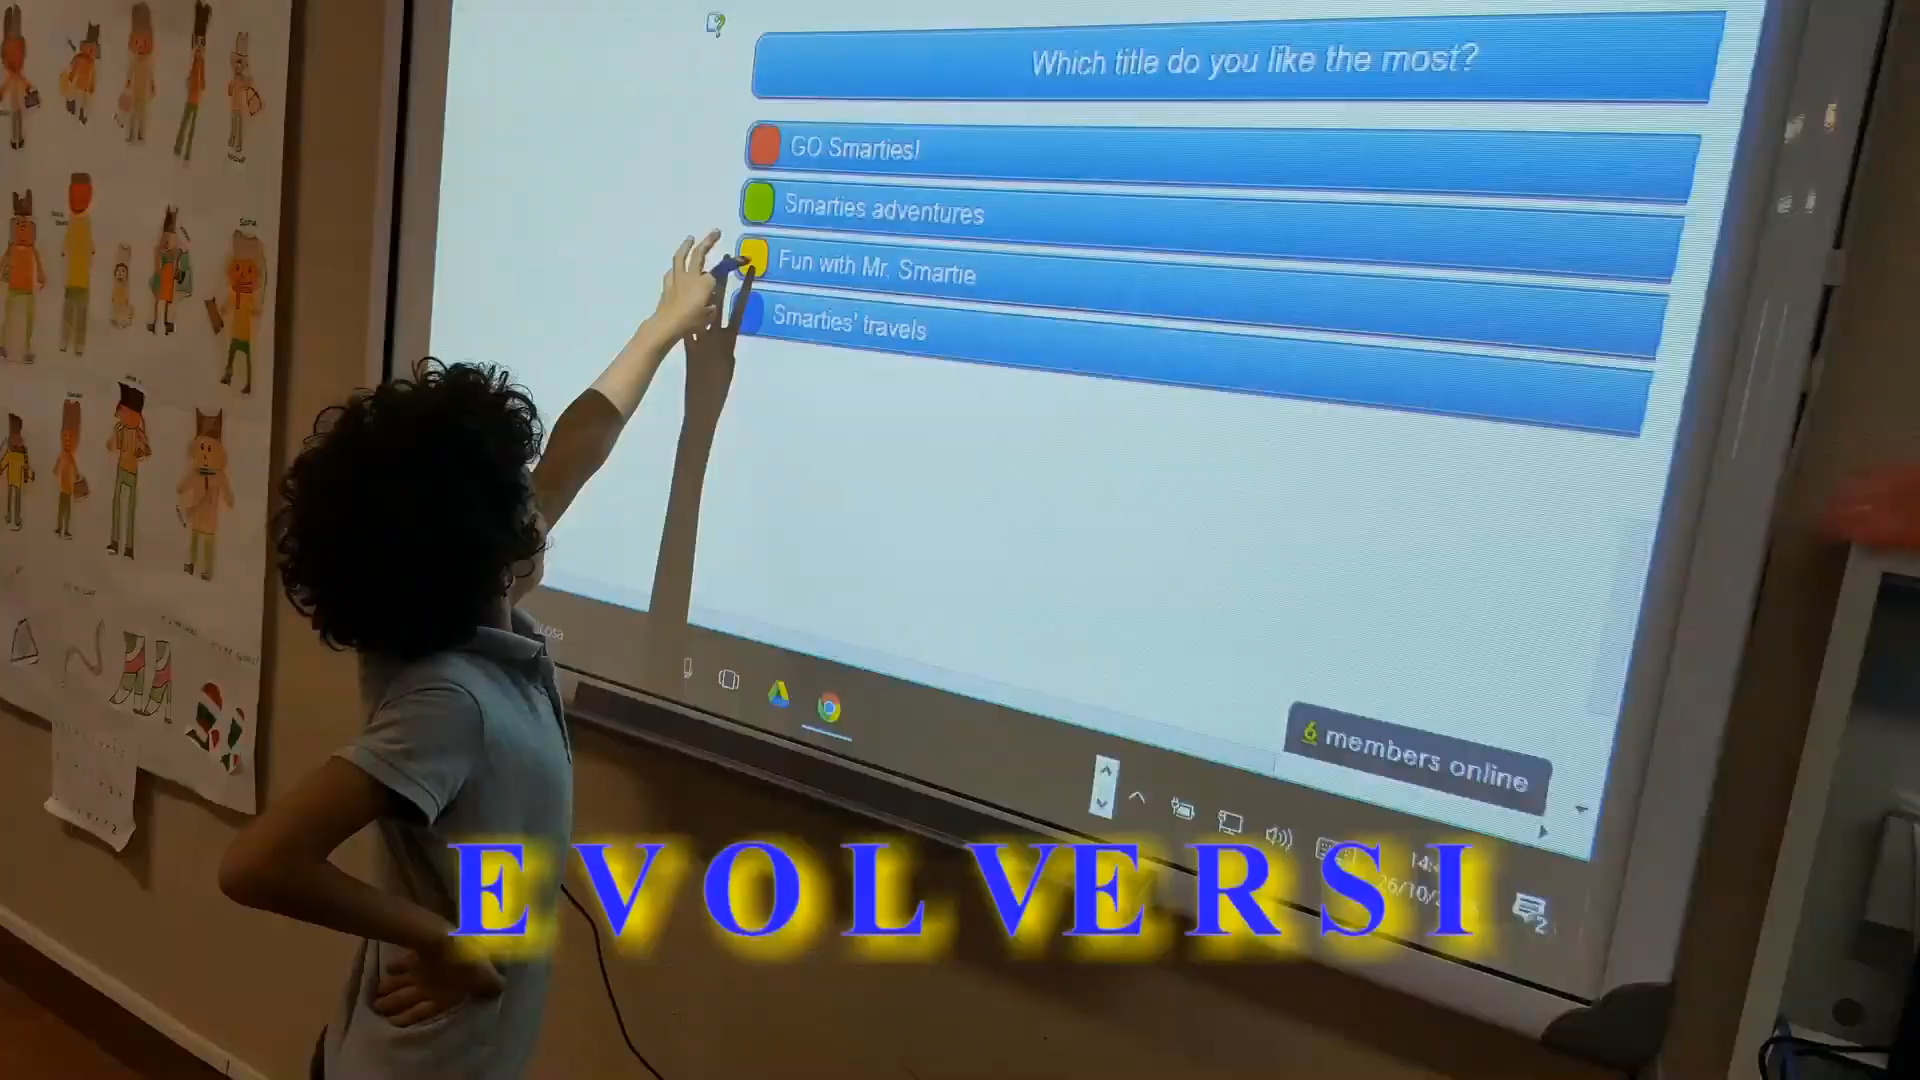 Which title do you like the most?
GO Smarties!
Smarties adventures
Fun with Mr. Smartie
Smarties' travels
6 members online
2
EVOLVERSI